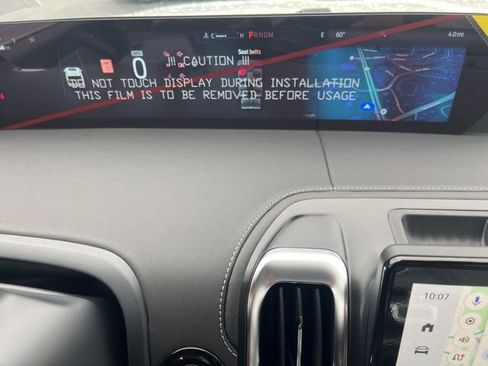 PRNDM
E 60° 4.0 mi
Seat belts
0
!! CAUTION !!!
DO NOT TOUCH DISPLAY DURING INSTALLATION
THIS FILM IS TO BE REMOVED BEFORE USAGE
10:07